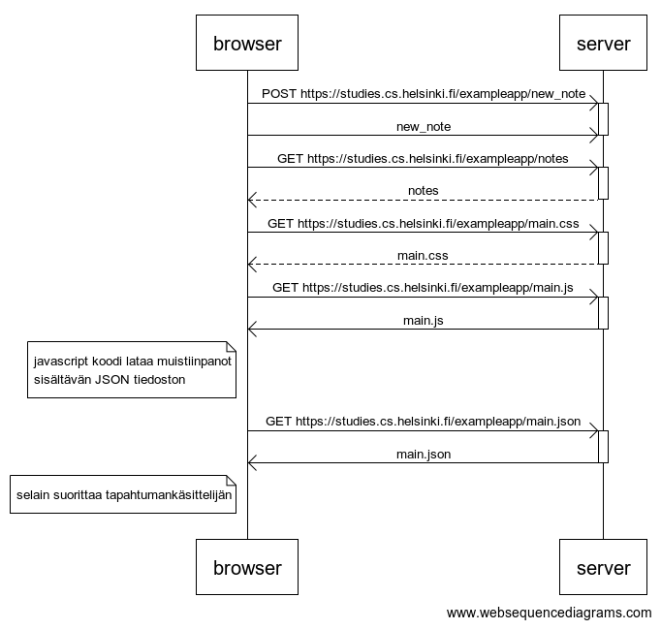 browser
server
POST https://studies.cs.helsinki.fi/exampleapp/new_note
new_note
GET https://studies.cs.helsinki.fi/exampleapp/notes
notes
GET https://studies.cs.helsinki.fi/exampleapp/main.css
main.css
GET https://studies.cs.helsinki.fi/exampleapp/main.js
main.js
javascript koodi lataa muistiinpanot
sisältävän JSON tiedoston
GET https://studies.cs.helsinki.fi/exampleapp/main.json
main.json
selain suorittaa tapahtumankäsittelijän
browser
server
www.websequencediagrams.com